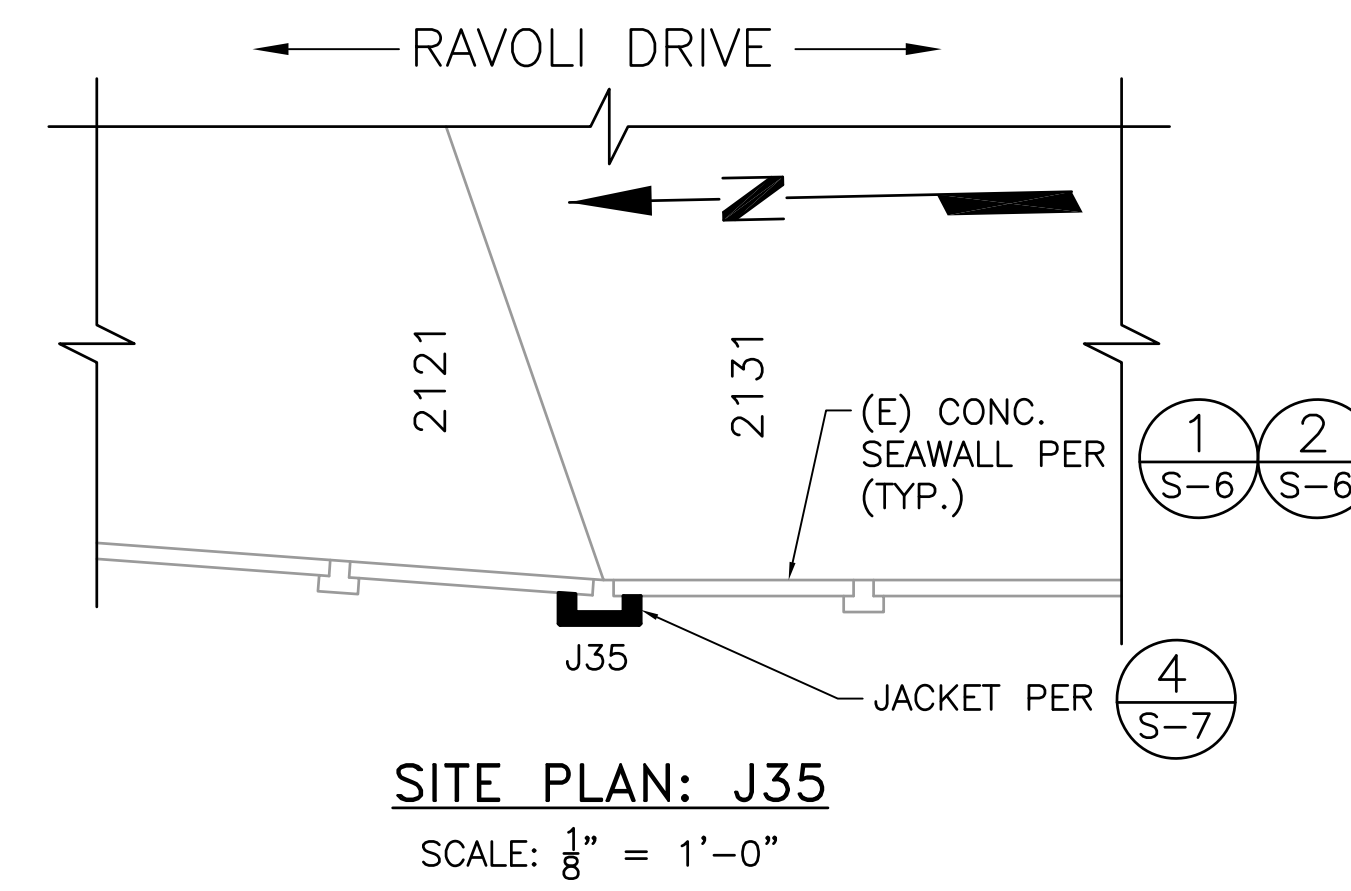 RAVOLI DRIVE
N
2121
2131
(E) CONC.
SEAWALL PER
(TYP.)
1
S-6
2
S-6
J35
JACKET PER
4
S-7
SITE PLAN: J35
SCALE: 1/8" = 1'-0"